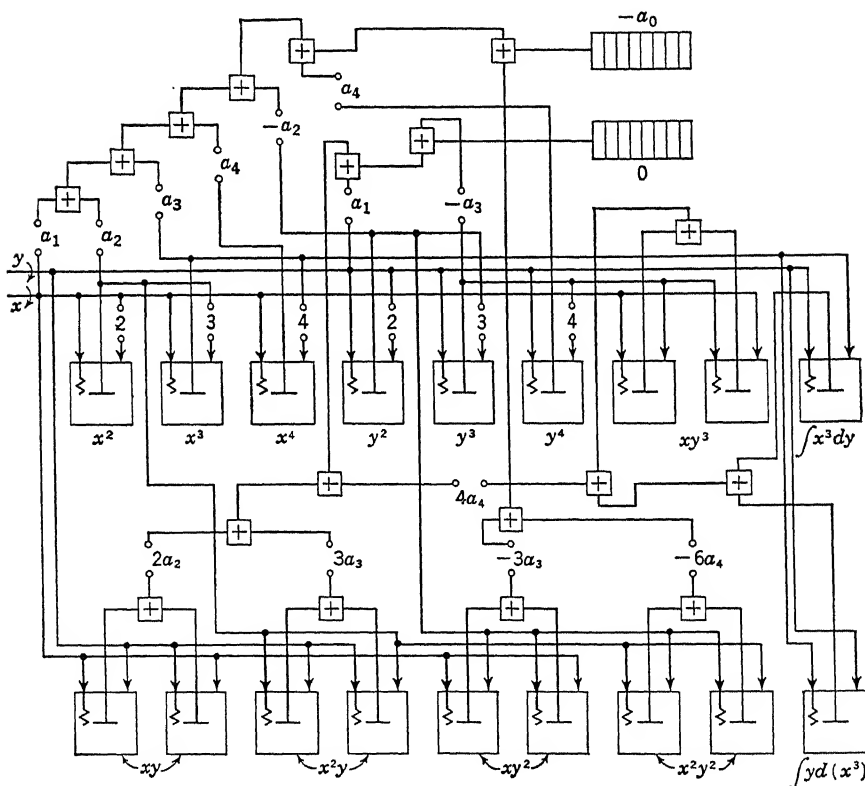 −a₀
a₄
−a₂
0
a₄
a₃
a₁
−a₃
a₁
a₂
y
x
2
3
4
2
3
4
x²
x³
x⁴
y²
y³
y⁴
xy³
∫x³dy
4a₄
2a₂
3a₃
−3a₃
−6a₄
xy
x²y
xy²
x²y²
∫yd(x³)